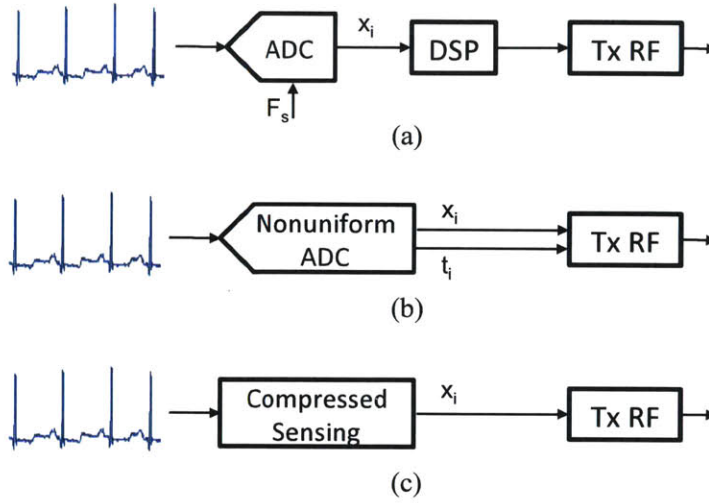 ADC
xᵢ
DSP
Tx RF
Fₛ
(a)
Nonuniform
ADC
xᵢ
tᵢ
Tx RF
(b)
Compressed
Sensing
xᵢ
Tx RF
(c)